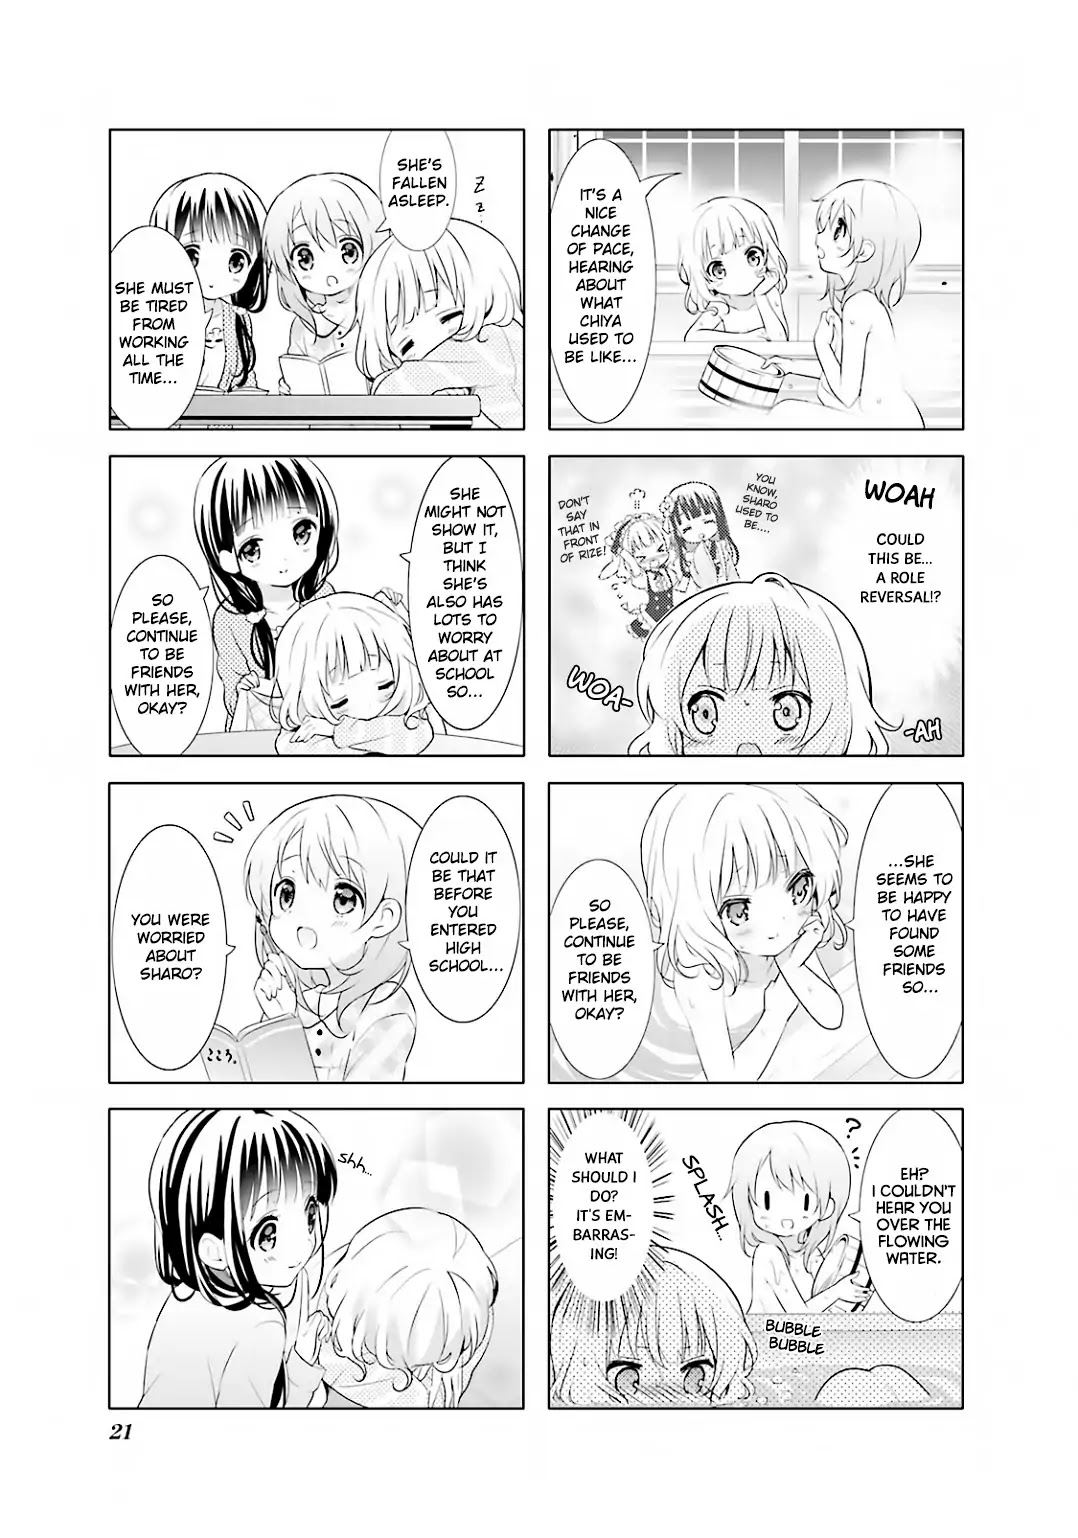 IT'S A
NICE
CHANGE
OF PACE,
HEARING
ABOUT
WHAT
CHIYA
USED TO
BE LIKE...
WOAH
COULD
THIS BE...
A ROLE
REVERSAL!?
YOU
KNOW,
SHARO
USED TO
BE....
DON'T
SAY
THAT IN
FRONT
OF RIZE!
WOA-
-AH
...SHE
SEEMS TO
BE HAPPY
TO HAVE
FOUND
SOME
FRIENDS
SO...
SO
PLEASE,
CONTINUE
TO BE
FRIENDS
WITH HER,
OKAY?
EH?
I COULDN'T
HEAR YOU
OVER THE
FLOWING
WATER.
?
SPLASH...
WHAT
SHOULD I
DO?
IT'S EM-
BARRAS-
ING!
BUBBLE
BUBBLE
SHE'S
FALLEN
ASLEEP.
Z
Z..
SHE MUST
BE TIRED
FROM
WORKING
ALL THE
TIME...
SHE
MIGHT NOT
SHOW IT,
BUT I
THINK
SHE'S
ALSO HAS
LOTS TO
WORRY
ABOUT AT
SCHOOL
SO...
SO
PLEASE,
CONTINUE
TO BE
FRIENDS
WITH HER,
OKAY?
COULD IT
BE THAT
BEFORE
YOU
ENTERED
HIGH
SCHOOL...
YOU WERE
WORRIED
ABOUT
SHARO?
こころ。
shh...
21